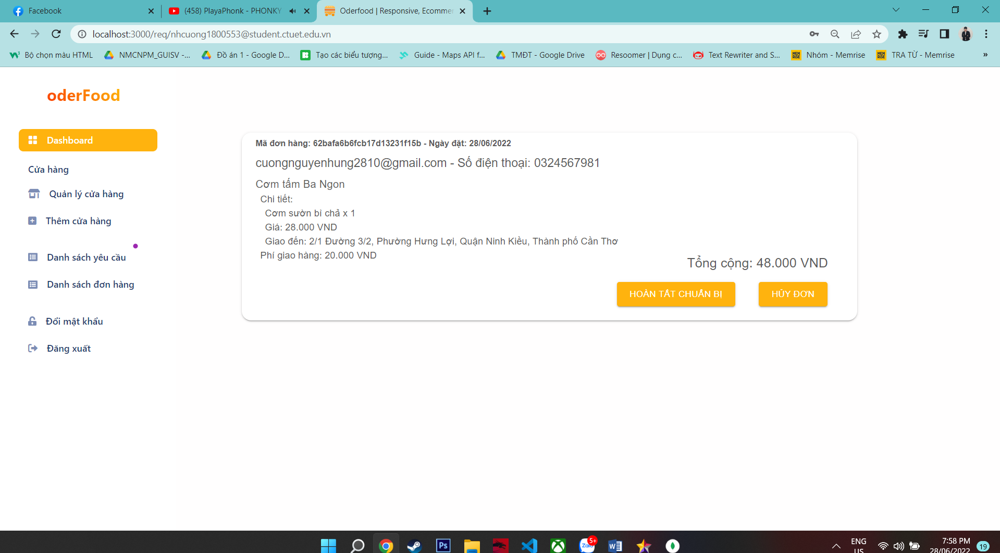 Facebook
(458) PlayaPhonk - PHONKY
Oderfood | Responsive, Ecommer
localhost:3000/req/nhcuong1800553@student.ctuet.edu.vn
Bộ chọn màu HTML
NMCNPM_GUISV -...
Đồ án 1 - Google D...
Tạo các biểu tượng...
Guide - Maps API f...
TMĐT - Google Drive
Resoomer | Dụng c...
Text Rewriter and S...
Nhóm - Memrise
TRA TỪ - Memrise
»
oderFood
Dashboard
Cửa hàng
Quản lý cửa hàng
Thêm cửa hàng
Danh sách yêu cầu
Danh sách đơn hàng
Đổi mật khẩu
Đăng xuất
Mã đơn hàng: 62bafa6b6fcb17d13231f15b - Ngày đặt: 28/06/2022
cuongnguyenhung2810@gmail.com - Số điện thoại: 0324567981
Cơm tấm Ba Ngon
Chi tiết:
Cơm sườn bì chả x 1
Giá: 28.000 VND
Giao đến: 2/1 Đường 3/2, Phường Hưng Lợi, Quận Ninh Kiều, Thành phố Cần Thơ
Phí giao hàng: 20.000 VND
Tổng cộng: 48.000 VND
HOÀN TẤT CHUẨN BỊ
HỦY ĐƠN
Ps
Zalo
5+
W
ENG
US
7:58 PM
28/06/2022
19